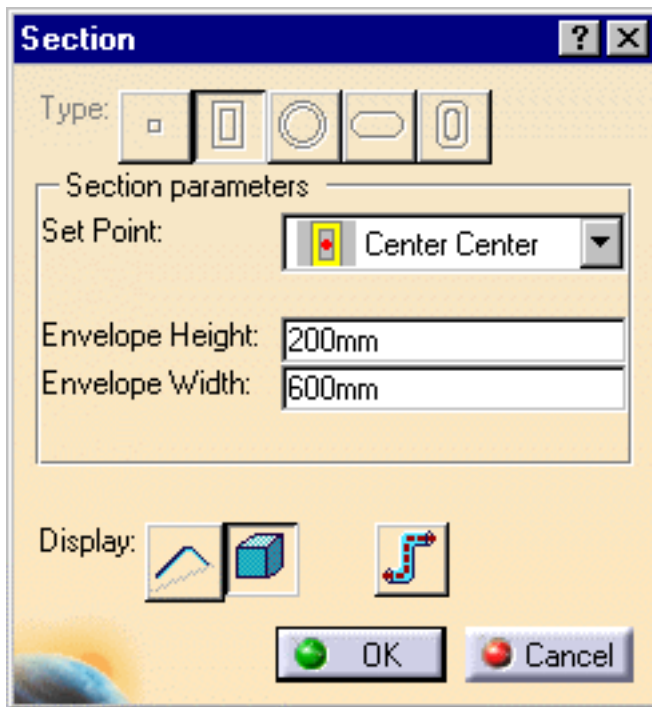 Section
Type:
Section parameters
Set Point:
Center Center
Envelope Height:
200mm
Envelope Width:
600mm
Display:
OK
Cancel